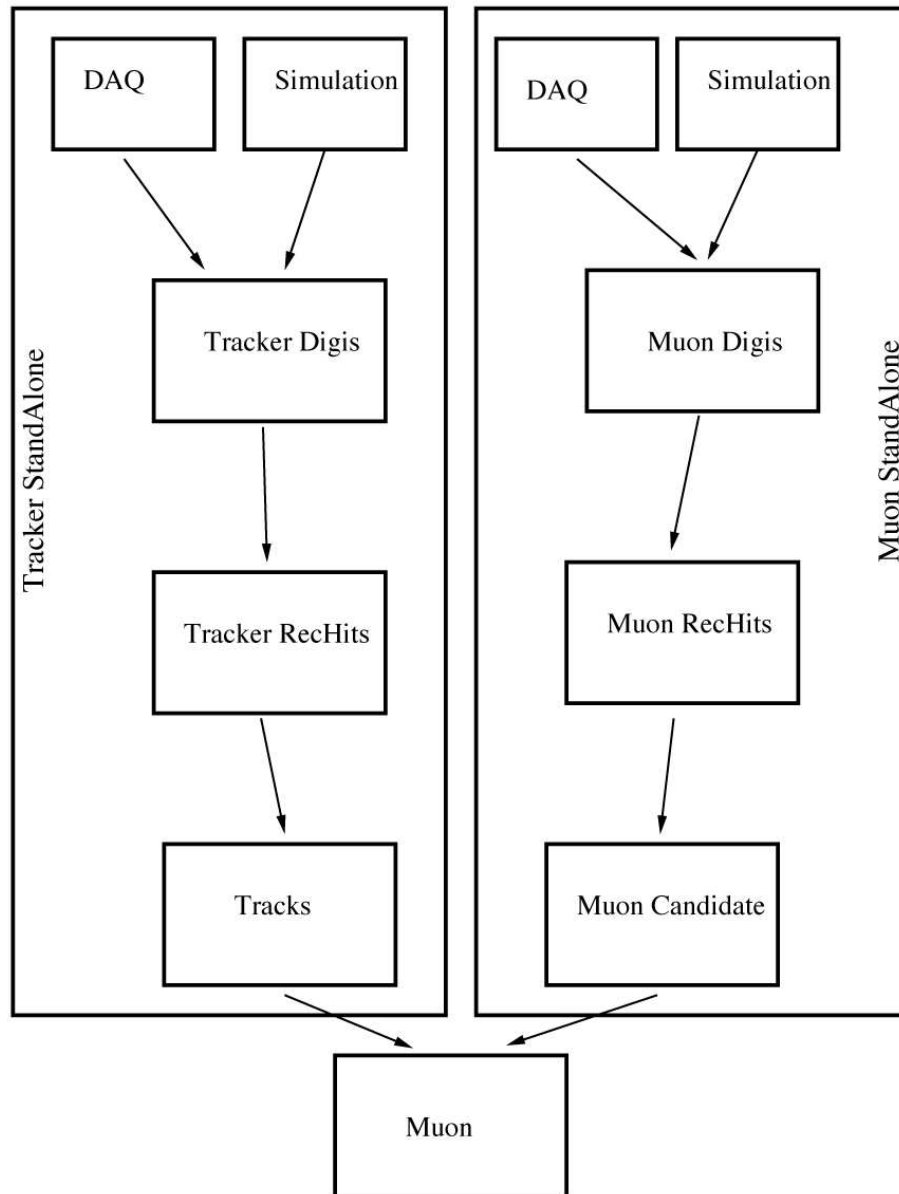 DAQ
Simulation
Tracker Digis
Tracker RecHits
Tracks
Tracker StandAlone
DAQ
Simulation
Muon Digis
Muon RecHits
Muon Candidate
Muon StandAlone
Muon